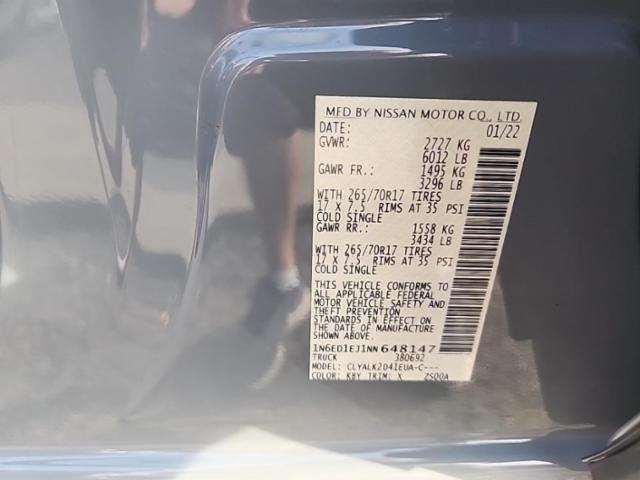 MFD BY NISSAN MOTOR CO., LTD.
DATE: 01/22
GVWR: 2727 KG
6012 LB
GAWR FR.: 1495 KG
3296 LB
WITH 265/70R17 TIRES
17 X 7.5 RIMS AT 35 PSI
COLD SINGLE
GAWR RR.: 1558 KG
3434 LB
WITH 265/70R17 TIRES
17 X 7.5 RIMS AT 35 PSI
COLD SINGLE
THIS VEHICLE CONFORMS TO
ALL APPLICABLE FEDERAL
MOTOR VEHICLE SAFETY AND
THEFT PREVENTION
STANDARDS IN EFFECT ON
THE DATE OF MANUFACTURE
SHOWN ABOVE.
1N6ED1EJ1NN648147
TRUCK 380692
MODEL: CLYALK2D41EUA-C---
COLOR: KBY TRIM: X 2S00A